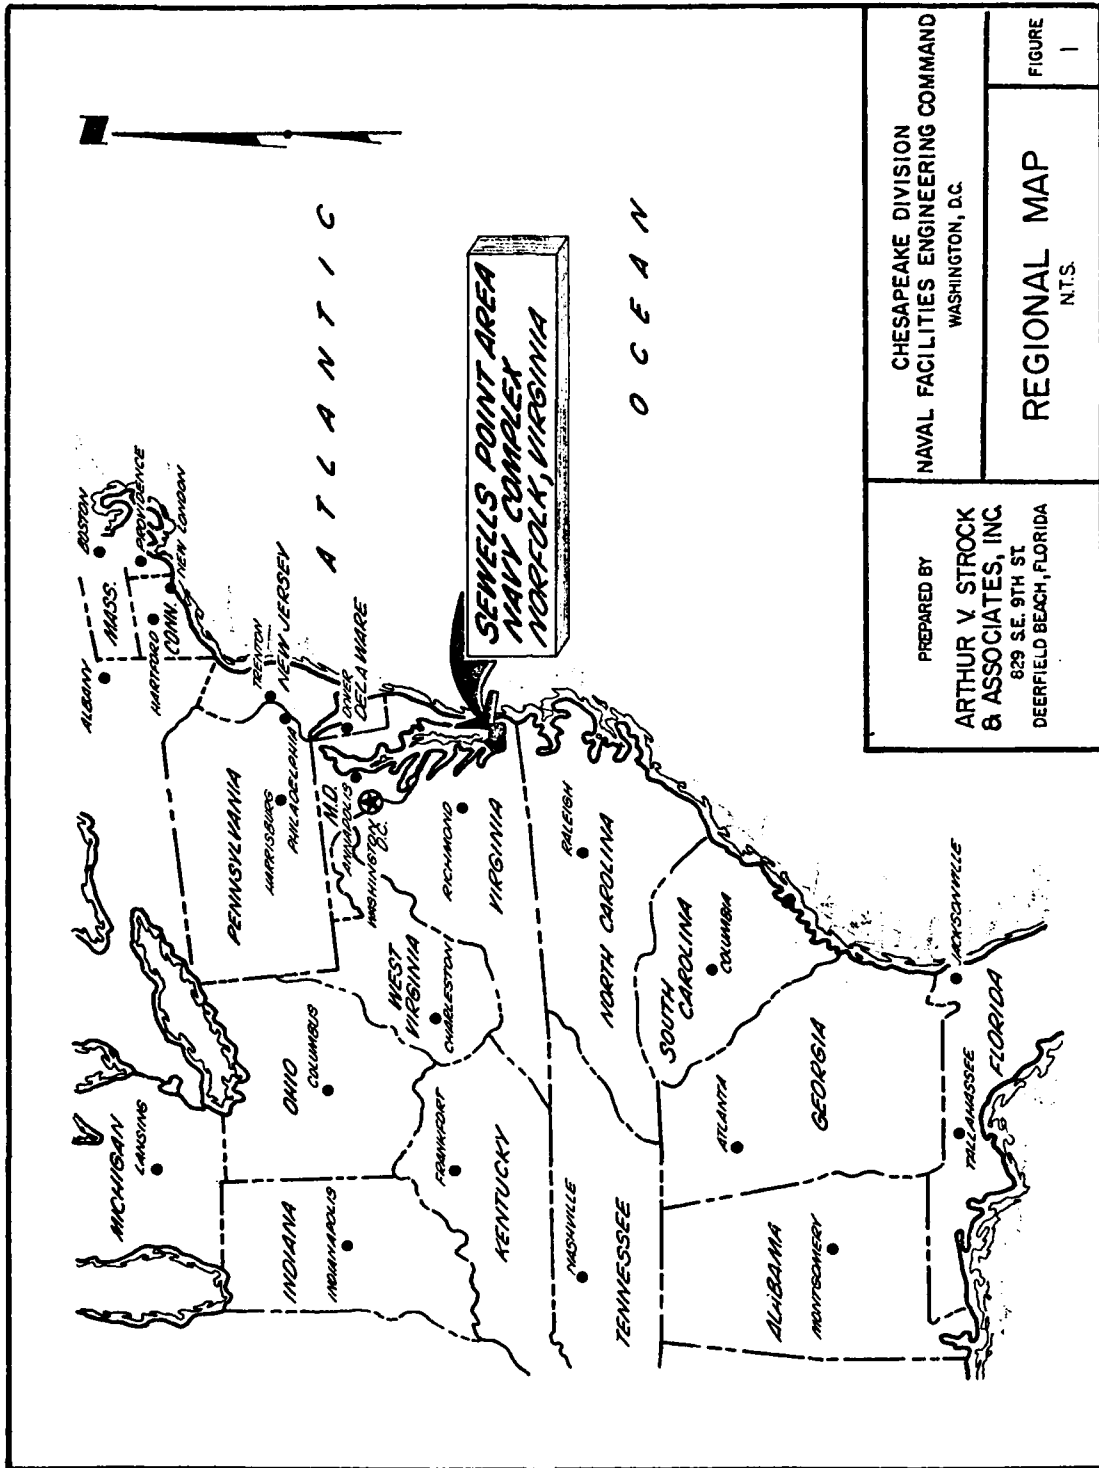 BOSTON
ALBANY
MASS.
PROVIDENCE
HARTFORD
CONN.
NEW LONDON
MICHIGAN
LANSING
PENNSYLVANIA
HARRISBURG
PHILADELPHIA
TRENTON
NEW JERSEY
OHIO
COLUMBUS
INDIANA
INDIANAPOLIS
M.D.
ANNAPOLIS
WASHINGTON
D.C.
DOVER
DELAWARE
ATLANTIC
WEST
VIRGINIA
CHARLESTON
RICHMOND
VIRGINIA
FRANKFORT
KENTUCKY
SEWELLS POINT AREA
NAVY COMPLEX
NORFOLK, VIRGINIA
NASHVILLE
TENNESSEE
RALEIGH
NORTH CAROLINA
OCEAN
SOUTH
CAROLINA
COLUMBIA
ATLANTA
GEORGIA
ALABAMA
MONTGOMERY
JACKSONVILLE
TALLAHASSEE
FLORIDA
PREPARED BY
ARTHUR V. STROCK
& ASSOCIATES, INC.
829 S.E. 9TH ST.
DEERFIELD BEACH, FLORIDA
CHESAPEAKE DIVISION
NAVAL FACILITIES ENGINEERING COMMAND
WASHINGTON, D.C.
REGIONAL MAP
N.T.S.
FIGURE
1